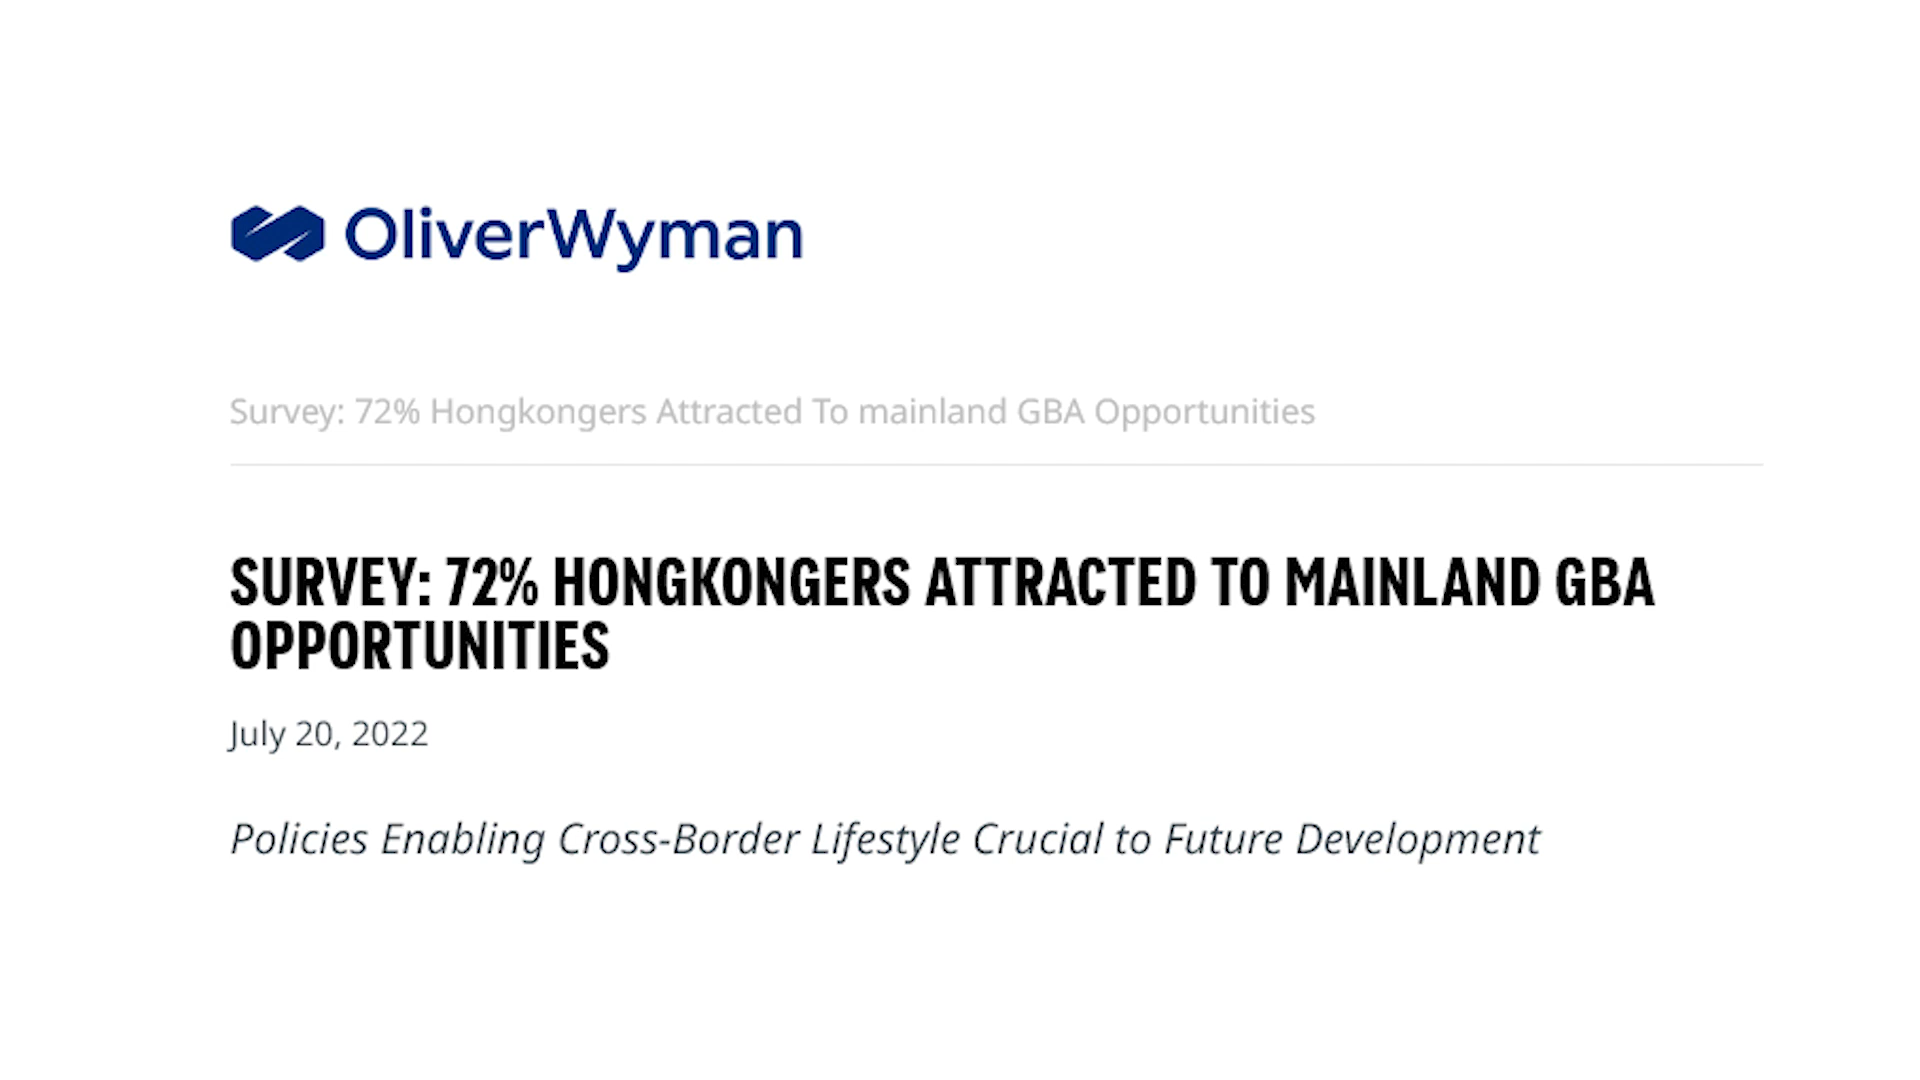 OliverWyman
Survey: 72% Hongkongers Attracted To mainland GBA Opportunities
SURVEY: 72% HONGKONGERS ATTRACTED TO MAINLAND GBA
OPPORTUNITIES
July 20, 2022
Policies Enabling Cross-Border Lifestyle Crucial to Future Development